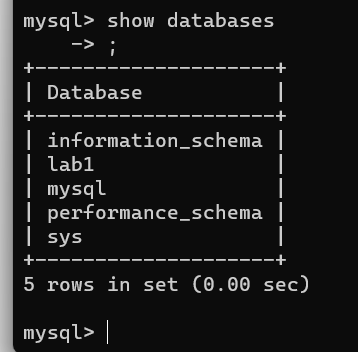 mysql> show databases
    -> ;
+--------------------+
| Database           |
+--------------------+
| information_schema |
| lab1               |
| mysql              |
| performance_schema |
| sys                |
+--------------------+
5 rows in set (0.00 sec)

mysql>